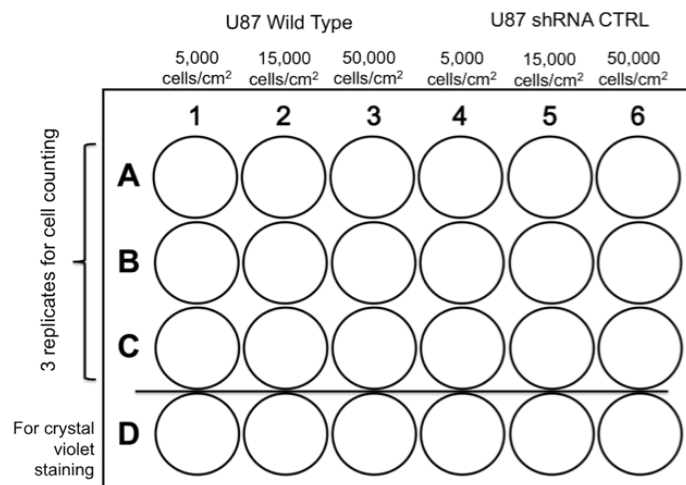 U87 Wild Type U87 shRNA CTRL
5,000 15,000 50,000 5,000 15,000 50,000
cells/cm² cells/cm² cells/cm² cells/cm² cells/cm² cells/cm²
1 2 3 4 5 6
3 replicates for cell counting
A
B
C
For crystal
violet
staining
D